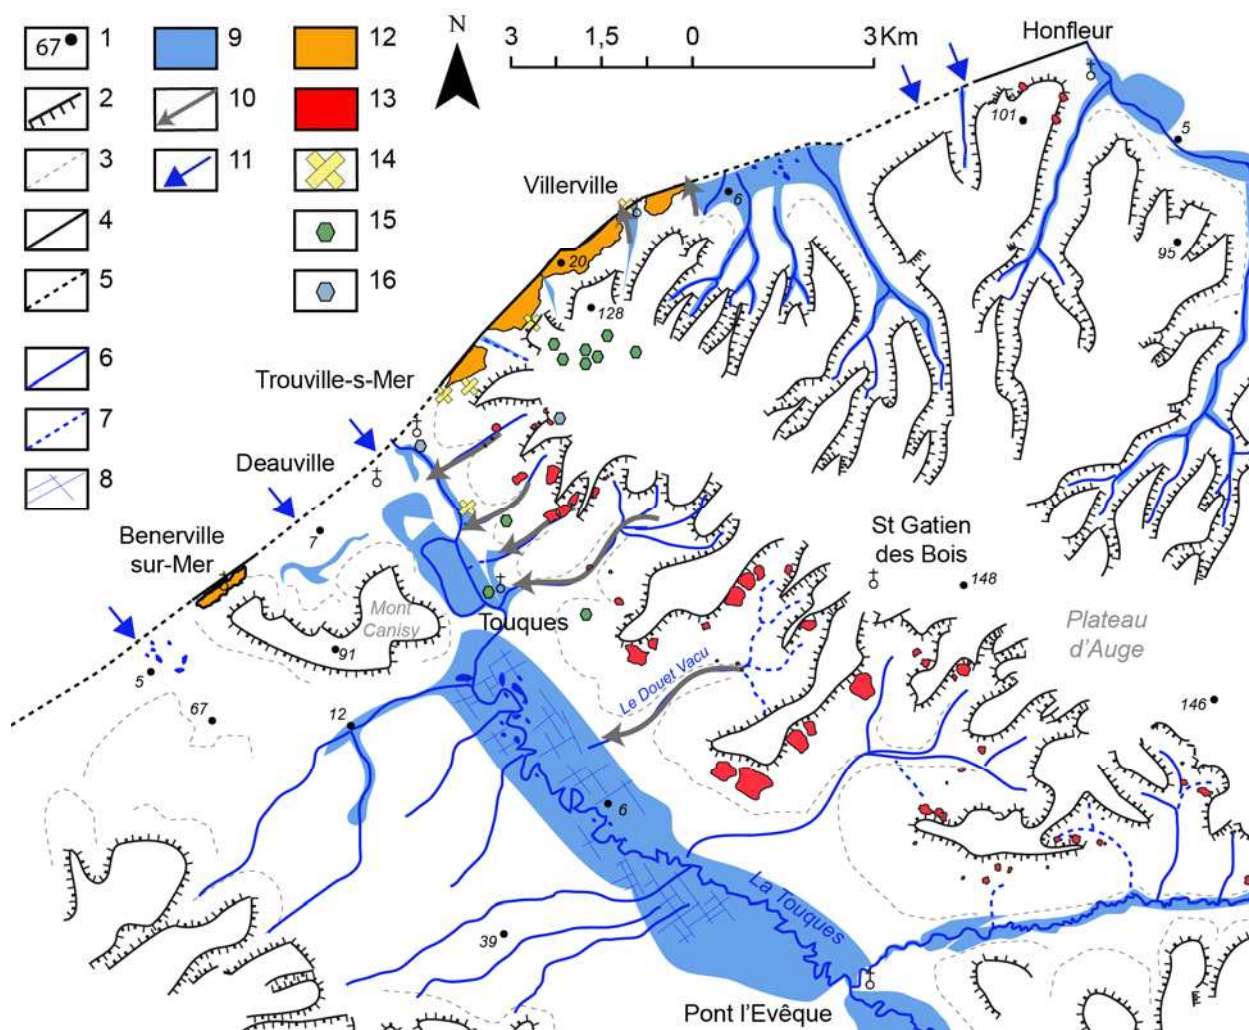 67 1
2
3
4
5
6
7
8
9
10
11
12
13
14
15
16
N
3 1,5 0 3 Km
Honfleur
101
5
Villerville
6
95
20
128
Trouville-s-Mer
Deauville
7
Benerville
sur-Mer
St Gatien
des Bois
148
Mont
Canisy
Touques
Plateau
d'Auge
91
5
67
12
Le Douet Vacu
146
6
La Touques
39
Pont l'Evêque